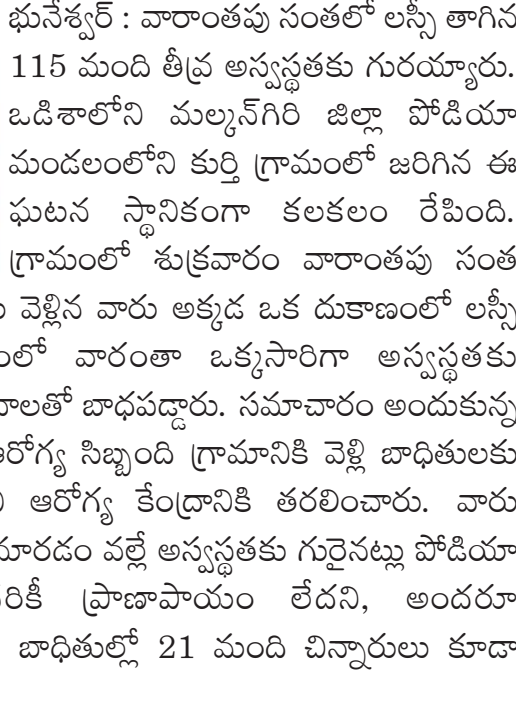 భునేశ్వర్ : వారాంతపు సంతలో లస్సీ తాగిన
115 మంది తీవ్ర అస్వస్థతకు గురయ్యారు.
ఒడిశాలోని మల్కన్‌గిరి జిల్లా పోడియా
మండలంలోని కుర్తి గ్రామంలో జరిగిన ఈ
ఘటన స్థానికంగా కలకలం రేపింది.
గ్రామంలో శుక్రవారం వారాంతపు సంత
వెళ్లిన వారు అక్కడ ఒక దుకాణంలో లస్సీ
లో వారంతా ఒక్కసారిగా అస్వస్థతకు
బాధపడ్డారు. సమాచారం అందుకున్న
ఆరోగ్య సిబ్బంది గ్రామానికి వెళ్లి బాధితులకు
ఆరోగ్య కేంద్రానికి తరలించారు. వారు
మారడం వల్లే అస్వస్థతకు గురైనట్లు పోడియా
రికీ ప్రాణాపాయం లేదని, అందరూ
బాధితుల్లో 21 మంది చిన్నారులు కూడా